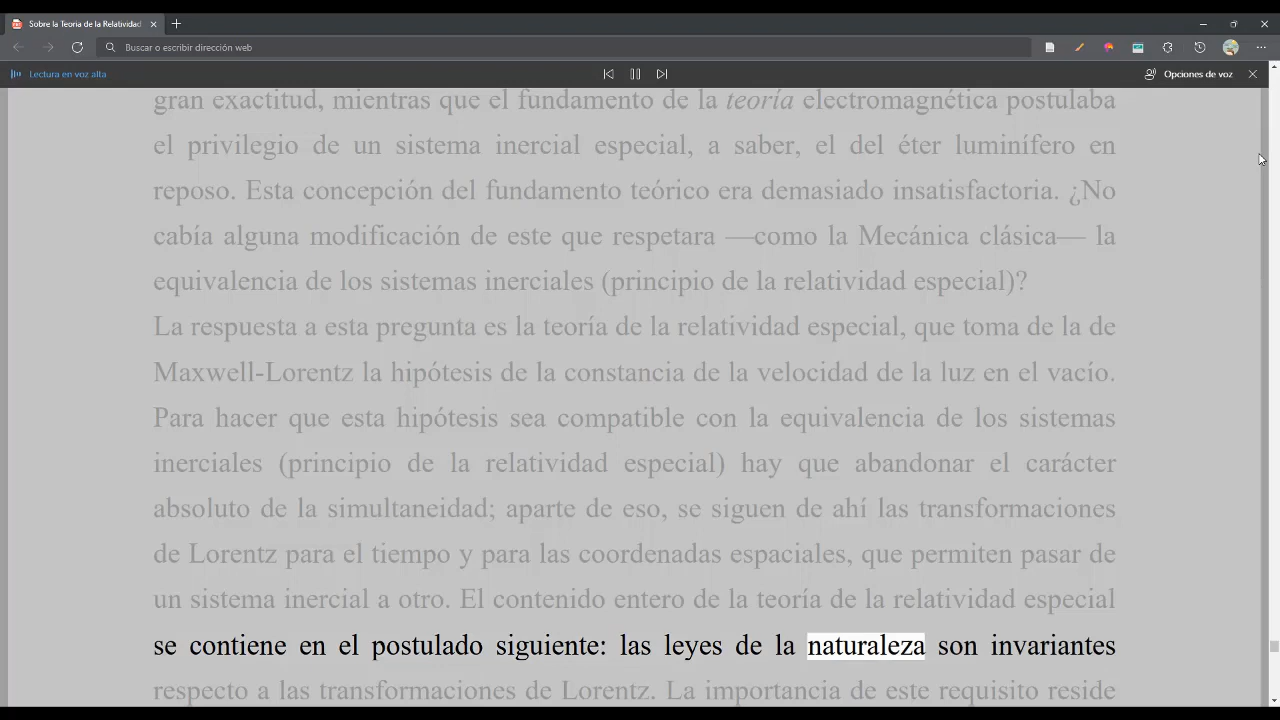 Sobre la Teoria de la Relatividad
Buscar o escribir dirección web
Lectura en voz alta
Opciones de voz
gran exactitud, mientras que el fundamento de la teoría electromagnética postulaba
el privilegio de un sistema inercial especial, a saber, el del éter luminífero en
reposo. Esta concepción del fundamento teórico era demasiado insatisfactoria. ¿No
cabía alguna modificación de este que respetara —como la Mecánica clásica— la
equivalencia de los sistemas inerciales (principio de la relatividad especial)?
La respuesta a esta pregunta es la teoría de la relatividad especial, que toma de la de
Maxwell-Lorentz la hipótesis de la constancia de la velocidad de la luz en el vacío.
Para hacer que esta hipótesis sea compatible con la equivalencia de los sistemas
inerciales (principio de la relatividad especial) hay que abandonar el carácter
absoluto de la simultaneidad; aparte de eso, se siguen de ahí las transformaciones
de Lorentz para el tiempo y para las coordenadas espaciales, que permiten pasar de
un sistema inercial a otro. El contenido entero de la teoría de la relatividad especial
se contiene en el postulado siguiente: las leyes de la naturaleza son invariantes
respecto a las transformaciones de Lorentz. La importancia de este requisito reside